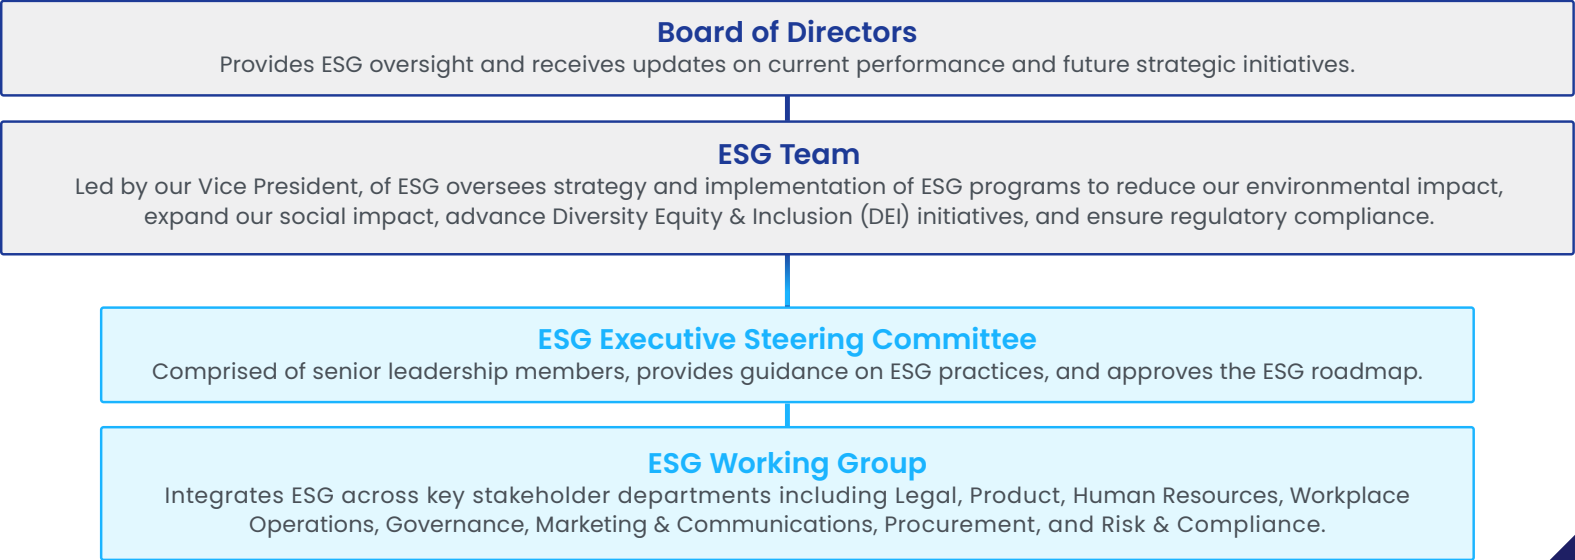 Board of Directors
Provides ESG oversight and receives updates on current performance and future strategic initiatives.
ESG Team
Led by our Vice President, of ESG oversees strategy and implementation of ESG programs to reduce our environmental impact,
expand our social impact, advance Diversity Equity & Inclusion (DEI) initiatives, and ensure regulatory compliance.
ESG Executive Steering Committee
Comprised of senior leadership members, provides guidance on ESG practices, and approves the ESG roadmap.
ESG Working Group
Integrates ESG across key stakeholder departments including Legal, Product, Human Resources, Workplace
Operations, Governance, Marketing & Communications, Procurement, and Risk & Compliance.